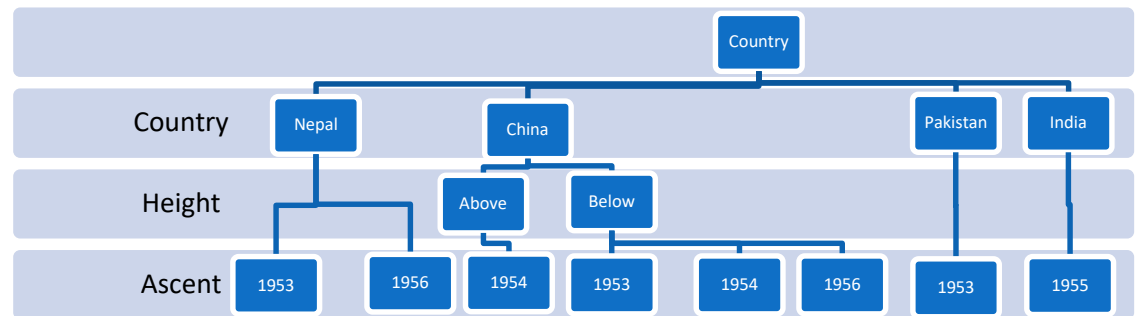 Country
Country Nepal China Pakistan India
Height Above Below
Ascent 1953 1956 1954 1953 1954 1956 1953 1955